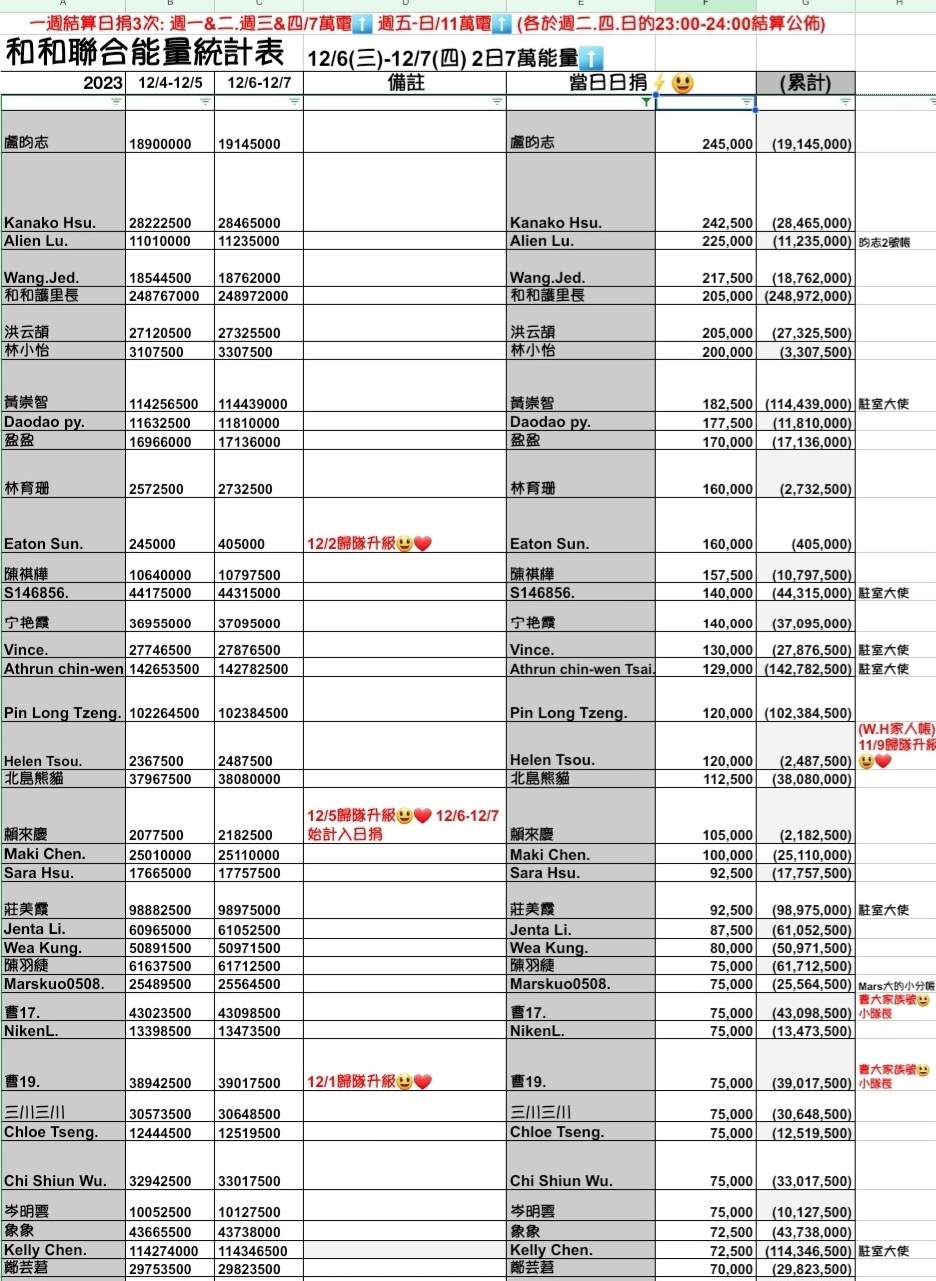 A B C D E F G H
一週結算日捐3次: 週一&二.週三&四/7萬電⬆️ 週五-日/11萬電⬆️ (各於週二.四.日的23:00-24:00結算公佈)
和和聯合能量統計表 12/6(三)-12/7(四) 2日7萬能量⬆️
2023 12/4-12/5 12/6-12/7 備註 當日日捐⚡😃 (累計)
盧昀志 18900000 19145000 盧昀志 245,000 (19,145,000)
Kanako Hsu. 28222500 28465000 Kanako Hsu. 242,500 (28,465,000)
Alien Lu. 11010000 11235000 Alien Lu. 225,000 (11,235,000) 昀志2號帳
Wang.Jed. 18544500 18762000 Wang.Jed. 217,500 (18,762,000)
和和護里長 248767000 248972000 和和護里長 205,000 (248,972,000)
洪云頡 27120500 27325500 洪云頡 205,000 (27,325,500)
林小怡 3107500 3307500 林小怡 200,000 (3,307,500)
黃崇智 114256500 114439000 黃崇智 182,500 (114,439,000) 駐室大使
Daodao py. 11632500 11810000 Daodao py. 177,500 (11,810,000)
盈盈 16966000 17136000 盈盈 170,000 (17,136,000)
林育珊 2572500 2732500 林育珊 160,000 (2,732,500)
Eaton Sun. 245000 405000 12/2歸隊升級😃❤️ Eaton Sun. 160,000 (405,000)
陳祺樺 10640000 10797500 陳祺樺 157,500 (10,797,500)
S146856. 44175000 44315000 S146856. 140,000 (44,315,000) 駐室大使
宁艳霞 36955000 37095000 宁艳霞 140,000 (37,095,000)
Vince. 27746500 27876500 Vince. 130,000 (27,876,500) 駐室大使
Athrun chin-wen 142653500 142782500 Athrun chin-wen Tsai. 129,000 (142,782,500) 駐室大使
Pin Long Tzeng. 102264500 102384500 Pin Long Tzeng. 120,000 (102,384,500)
(W.H家人帳)
11/9歸隊升級
😃❤️
Helen Tsou. 2367500 2487500 Helen Tsou. 120,000 (2,487,500)
北島熊貓 37967500 38080000 北島熊貓 112,500 (38,080,000)
12/5歸隊升級😃❤️ 12/6-12/7
始計入日捐
賴來慶 2077500 2182500 賴來慶 105,000 (2,182,500)
Maki Chen. 25010000 25110000 Maki Chen. 100,000 (25,110,000)
Sara Hsu. 17665000 17757500 Sara Hsu. 92,500 (17,757,500)
莊美霞 98882500 98975000 莊美霞 92,500 (98,975,000) 駐室大使
Jenta Li. 60965000 61052500 Jenta Li. 87,500 (61,052,500)
Wea Kung. 50891500 50971500 Wea Kung. 80,000 (50,971,500)
陳羽緁 61637500 61712500 陳羽緁 75,000 (61,712,500)
Marskuo0508. 25489500 25564500 Marskuo0508. 75,000 (25,564,500) Mars大的小分帳
曹大家族號😃
小隊長
曹17. 43023500 43098500 曹17. 75,000 (43,098,500)
NikenL. 13398500 13473500 NikenL. 75,000 (13,473,500)
曹大家族號😃
小隊長
曹19. 38942500 39017500 12/1歸隊升級😃❤️ 曹19. 75,000 (39,017,500)
三川三川 30573500 30648500 三川三川 75,000 (30,648,500)
Chloe Tseng. 12444500 12519500 Chloe Tseng. 75,000 (12,519,500)
Chi Shiun Wu. 32942500 33017500 Chi Shiun Wu. 75,000 (33,017,500)
岑明雲 10052500 10127500 岑明雲 75,000 (10,127,500)
象象 43665500 43738000 象象 72,500 (43,738,000)
Kelly Chen. 114274000 114346500 Kelly Chen. 72,500 (114,346,500) 駐室大使
鄭芸莙 29753500 29823500 鄭芸莙 70,000 (29,823,500)